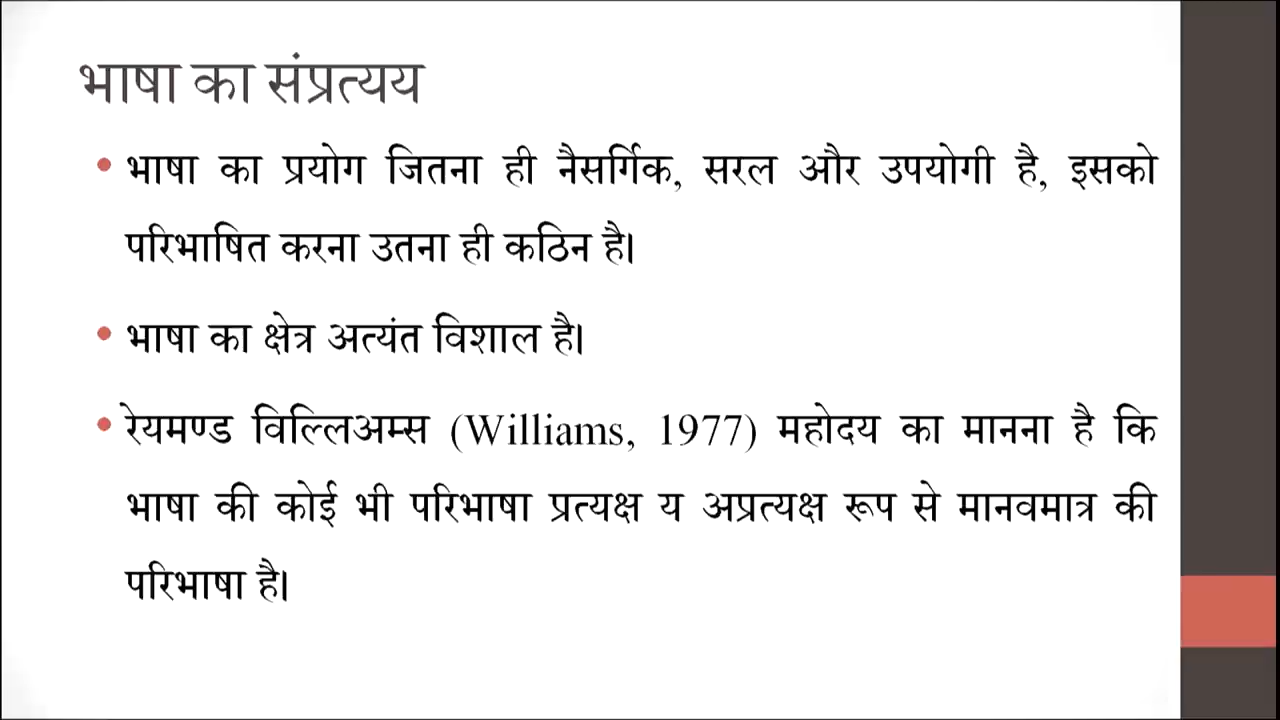 भाषा का संप्रत्यय
• भाषा का प्रयोग जितना ही नैसर्गिक, सरल और उपयोगी है, इसको
परिभाषित करना उतना ही कठिन है।
• भाषा का क्षेत्र अत्यंत विशाल है।
• रेयमण्ड विल्लिअम्स (Williams, 1977) महोदय का मानना है कि
भाषा की कोई भी परिभाषा प्रत्यक्ष य अप्रत्यक्ष रूप से मानवमात्र की
परिभाषा है।